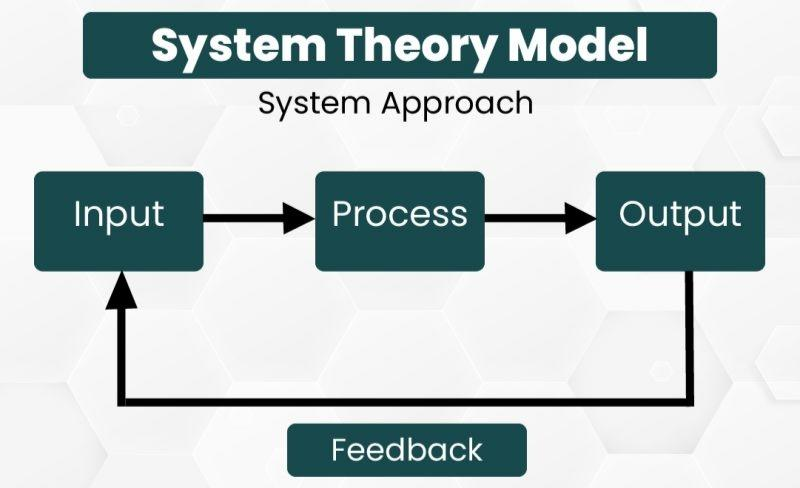 System Theory Model
System Approach
Input
Process
Output
Feedback